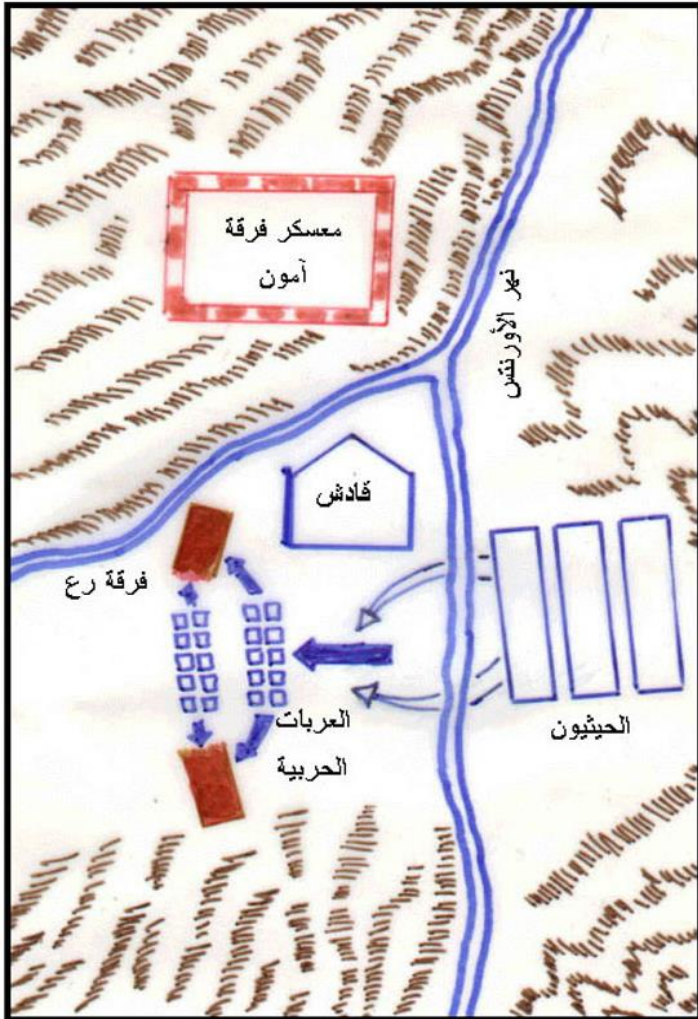 معسكر فرقة
آمون
نهر الأورنتس
قادش
فرقة رع
العربات
الحربية
الحيثيون